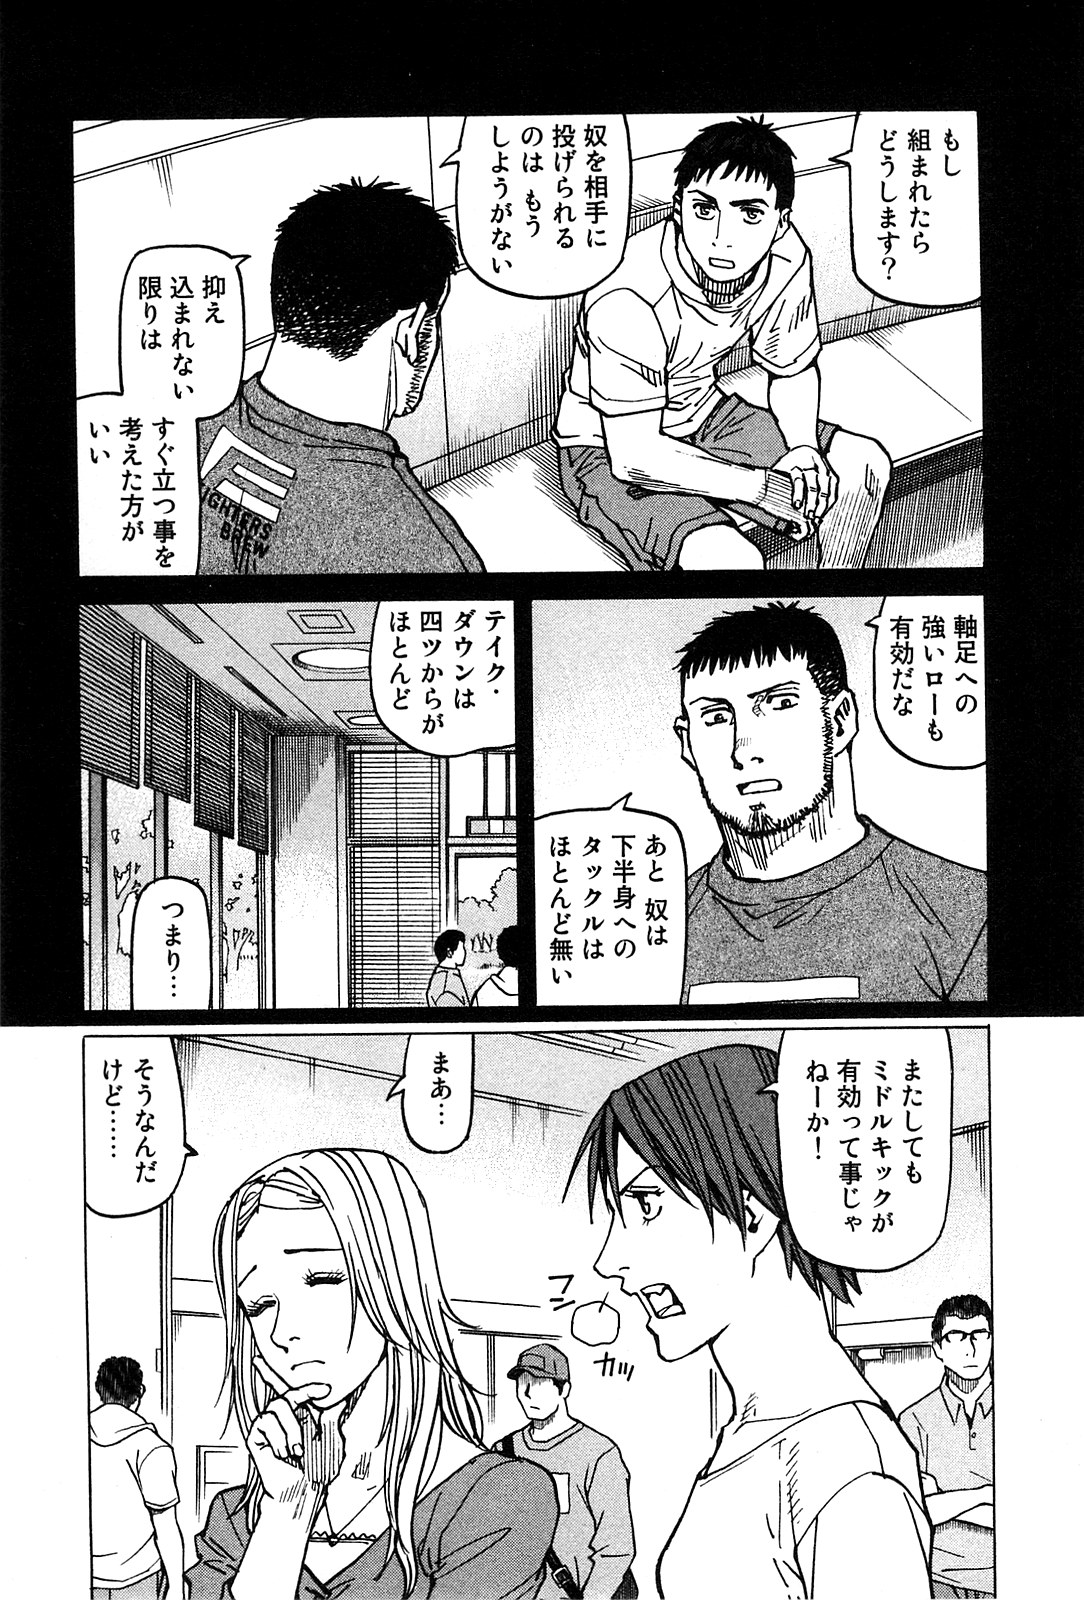 もし
組まれたら
どうします？
奴を相手に
投げられる
のは もう
しようがない
抑え
込まれない
限りは
すぐ立つ事を
考えた方が
いい
FIGHTERS
BREW
軸足への
強いローも
有効だな
あと 奴は
下半身への
タックルは
ほとんど無い
テイク・
ダウンは
四ツからが
ほとんど
つまり…
またしても
ミドルキックが
有効って事じゃ
ねーか！
フン
カッ
まあ…
そうなんだ
けど……